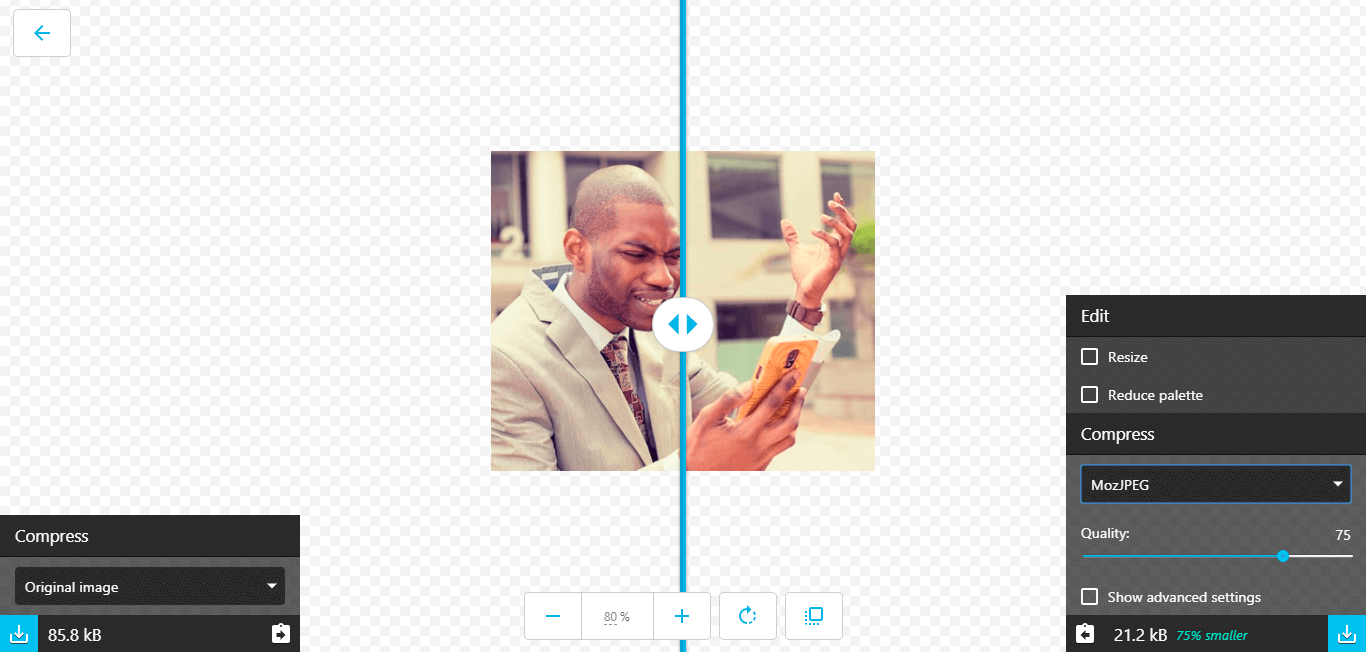 2
Edit
Resize
Reduce palette
Compress
MozJPEG
Quality: 75
Show advanced settings
21.2 kB 75% smaller
Compress
Original image
85.8 kB
80 %